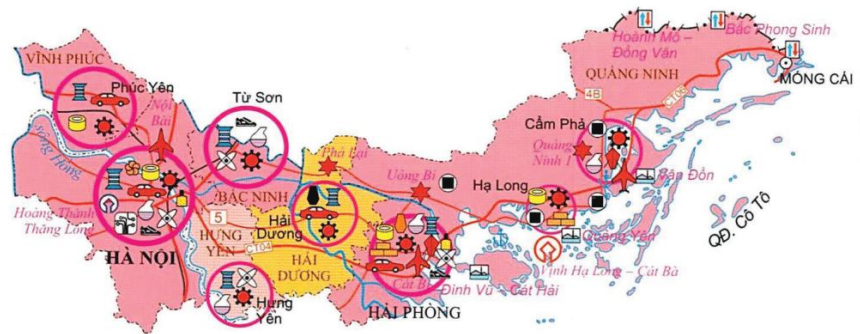 Hoành Mô –
Đồng Văn
Bắc Phong Sinh
VĨNH PHÚC
QUẢNG NINH
MÓNG CÁI
Phúc Yên
Từ Sơn
4B
CT06
Nội
Bài
Cẩm Phả
sông Hồng
Phả Lại
Quảng
Ninh 1
Uông Bí
Hạ Long
Vân Đồn
BẮC NINH
Hoàng Thành
Thăng Long
5
HƯNG
YÊN
Hải
Dương
QĐ. Cô Tô
Quảng Yên
HÀ NỘI
CT04
HẢI
DƯƠNG
Vịnh Hạ Long – Cát Bà
Cát Bi
Đình Vũ – Cát Hải
Hưng
Yên
HẢI PHÒNG